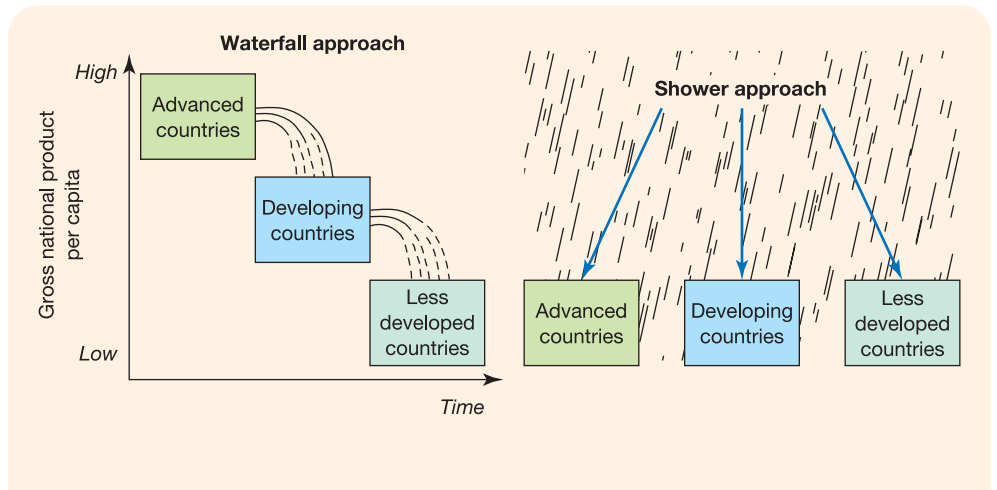 Waterfall approach
High
Gross national product
per capita
Low
Time
Advanced
countries
Developing
countries
Less
developed
countries
Shower approach
Advanced
countries
Developing
countries
Less
developed
countries